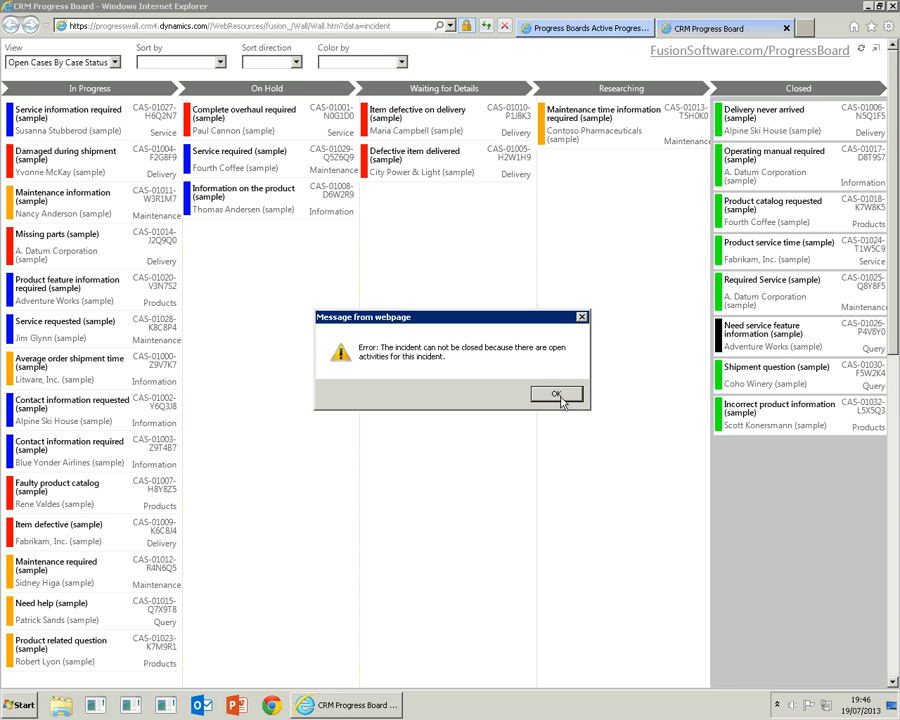 CRM Progress Board - Windows Internet Explorer
https://progresswall.crm4.dynamics.com//WebResources/fusion_/Wall/Wall.htm?data=incident
Progress Boards Active Progres...
CRM Progress Board
View
Sort by
Sort direction
Color by
FusionSoftware.com/ProgressBoard
Open Cases By Case Status
In Progress
On Hold
Waiting for Details
Researching
Closed
Service information required (sample)
CAS-01027-
H6Q2N7
Susanna Stubberod (sample)
Service
Damaged during shipment
(sample)
CAS-01004-
F2G8F9
Yvonne McKay (sample)
Delivery
Maintenance information
(sample)
CAS-01011-
W3R1M7
Nancy Anderson (sample)
Maintenance
Missing parts (sample)
CAS-01014-
J2Q9Q0
A. Datum Corporation
(sample)
Delivery
Product feature information
required (sample)
CAS-01020-
V3N7S2
Adventure Works (sample)
Products
Service requested (sample)
CAS-01028-
K8C8P4
Jim Glynn (sample)
Maintenance
Average order shipment time
(sample)
CAS-01000-
Z9V7K7
Litware, Inc. (sample)
Information
Contact information requested
(sample)
CAS-01002-
Y6Q3J8
Alpine Ski House (sample)
Information
Contact information required
(sample)
CAS-01003-
Z9T4B7
Blue Yonder Airlines (sample)
Information
Faulty product catalog
(sample)
CAS-01007-
H8Y8Z5
Rene Valdes (sample)
Products
Item defective (sample)
CAS-01009-
K6C8J4
Fabrikam, Inc. (sample)
Delivery
Maintenance required
(sample)
CAS-01012-
R4N6Q5
Sidney Higa (sample)
Maintenance
Need help (sample)
CAS-01015-
Q7X9T8
Patrick Sands (sample)
Query
Product related question
(sample)
CAS-01023-
K7M9R1
Robert Lyon (sample)
Products
Complete overhaul required
(sample)
CAS-01001-
N0G1D0
Paul Cannon (sample)
Service
Service required (sample)
CAS-01029-
Q5Z6Q9
Fourth Coffee (sample)
Maintenance
Information on the product
(sample)
CAS-01008-
D6W2R9
Thomas Andersen (sample)
Information
Item defective on delivery
(sample)
CAS-01010-
P1J8K3
Maria Campbell (sample)
Delivery
Defective item delivered
(sample)
CAS-01005-
H2W1H9
City Power & Light (sample)
Delivery
Maintenance time information
required (sample)
CAS-01013-
T5H0K0
Contoso Pharmaceuticals
(sample)
Maintenance
Delivery never arrived
(sample)
CAS-01006-
N5Q1F5
Alpine Ski House (sample)
Delivery
Operating manual required
(sample)
CAS-01017-
D8T9S7
A. Datum Corporation
(sample)
Information
Product catalog requested
(sample)
CAS-01018-
K7W8K5
Fourth Coffee (sample)
Products
Product service time (sample)
CAS-01024-
T1W5C9
Fabrikam, Inc. (sample)
Service
Required Service (sample)
CAS-01025-
Q8Y8F5
A. Datum Corporation
(sample)
Maintenance
Need service feature
information (sample)
CAS-01026-
P4V8Y0
Adventure Works (sample)
Query
Shipment question (sample)
CAS-01030-
F5W2K4
Coho Winery (sample)
Query
Incorrect product information
(sample)
CAS-01032-
L5X5Q3
Scott Konersmann (sample)
Products
Message from webpage
Error: The incident can not be closed because there are open
activities for this incident.
OK
Start
CRM Progress Board ...
19:46
19/07/2013